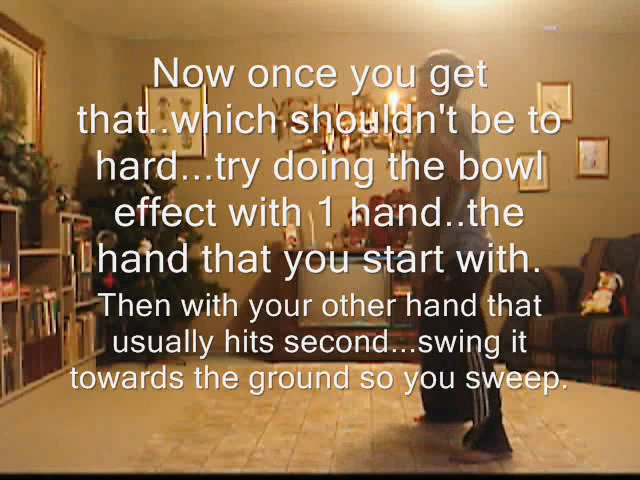 Now once you get
that..which shouldn't be to
hard...try doing the bowl
effect with 1 hand..the
hand that you start with.
Then with your other hand that
usually hits second...swing it
towards the ground so you sweep.